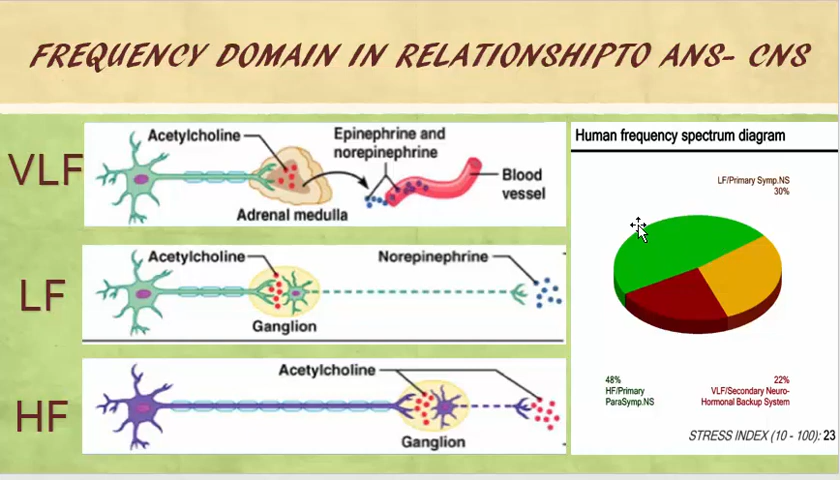 FREQUENCY DOMAIN IN RELATIONSHIPTO ANS- CNS
VLF
Acetylcholine
Epinephrine and
norepinephrine
Blood
vessel
Adrenal medulla
LF
Acetylcholine
Norepinephrine
Ganglion
HF
Acetylcholine
Ganglion
Human frequency spectrum diagram
LF/Primary Symp.NS
30%
48%
HF/Primary
ParaSymp.NS
22%
VLF/Secondary Neuro-
Hormonal Backup System
STRESS INDEX (10 - 100): 23